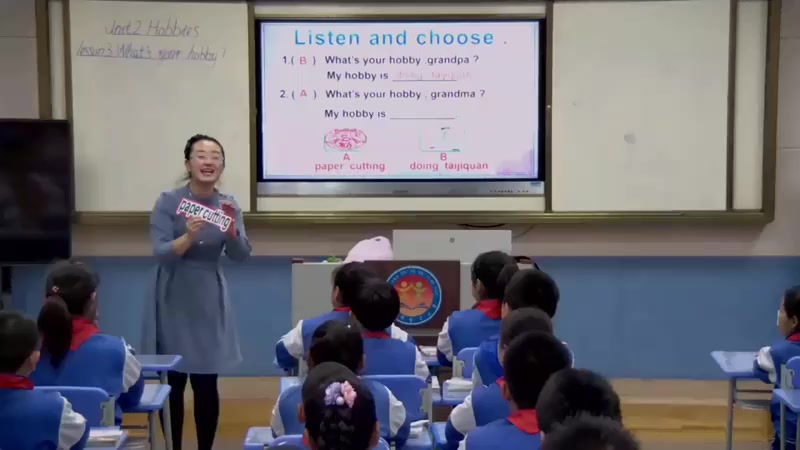 Unit 2 Hobbies
lesson 3 What's your hobby?
Listen and choose .
1.( B ) What's your hobby ,grandpa ?
My hobby is doing taijiquan
2.( A ) What's your hobby , grandma ?
My hobby is ____________.
A B
paper cutting doing taijiquan
paper cutting